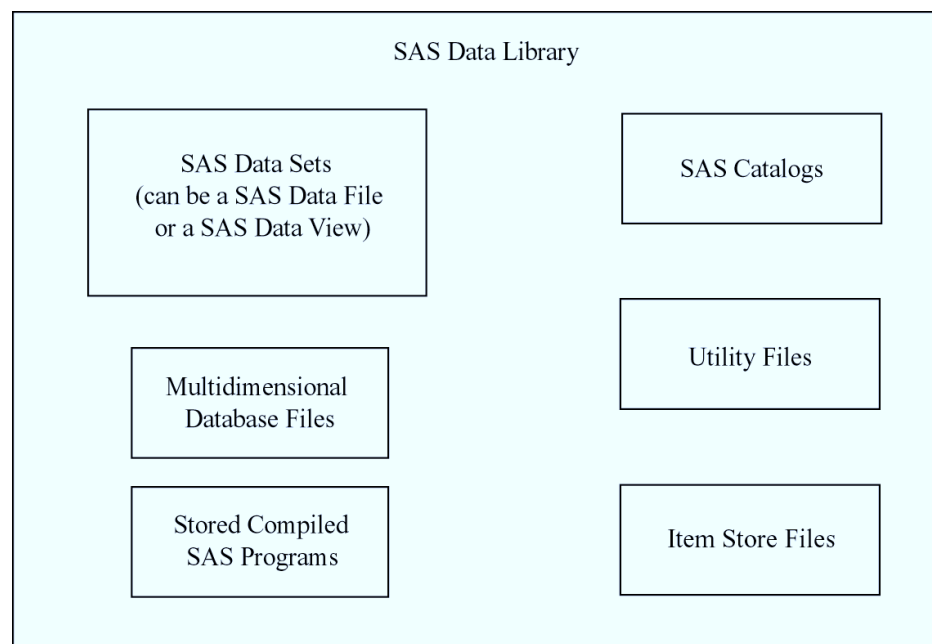 SAS Data Library
SAS Data Sets
(can be a SAS Data File
or a SAS Data View)
Multidimensional
Database Files
Stored Compiled
SAS Programs
SAS Catalogs
Utility Files
Item Store Files